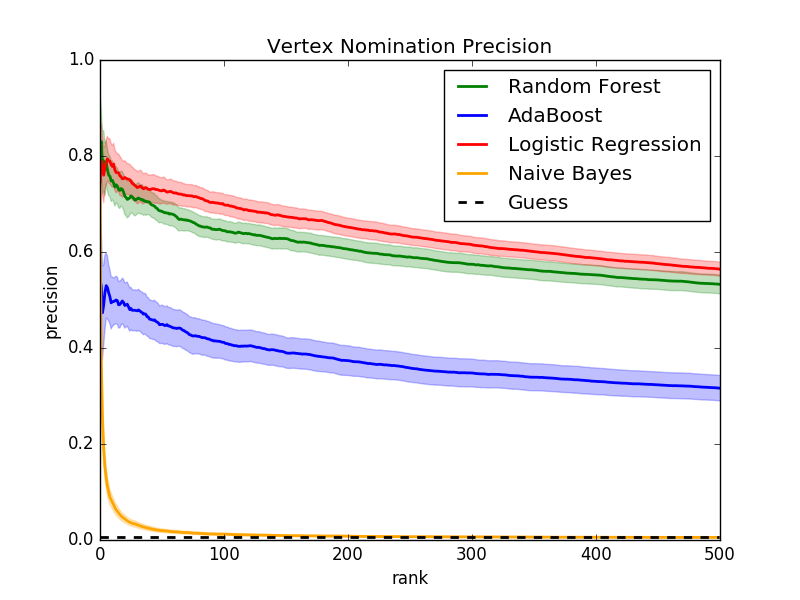 Vertex Nomination Precision
1.0
0.8
0.6
0.4
0.2
0.0
precision
Random Forest
AdaBoost
Logistic Regression
Naive Bayes
Guess
0 100 200 300 400 500
rank